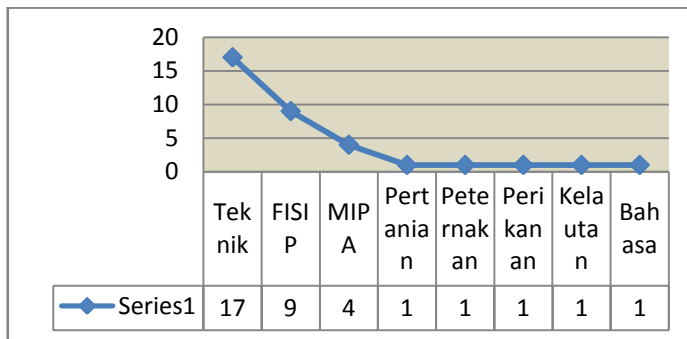 20
15
10
5
0
Tek
nik
FISI
P
MIP
A
Pert
ania
n
Pete
rnak
an
Peri
kan
an
Kela
uta
n
Bah
asa
Series1 17 9 4 1 1 1 1 1